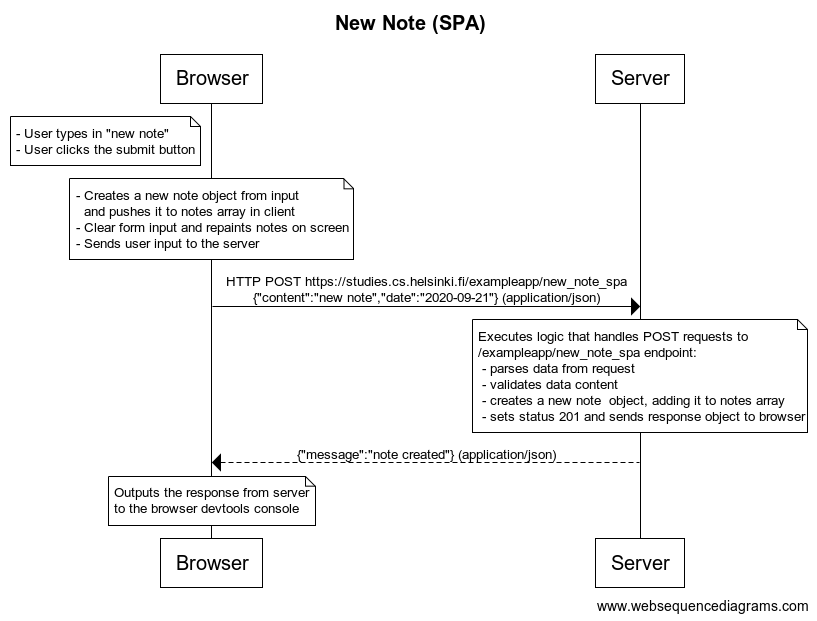 New Note (SPA)
Browser
Server
- User types in "new note"
- User clicks the submit button
- Creates a new note object from input
and pushes it to notes array in client
- Clear form input and repaints notes on screen
- Sends user input to the server
HTTP POST https://studies.cs.helsinki.fi/exampleapp/new_note_spa
{"content":"new note","date":"2020-09-21"} (application/json)
Executes logic that handles POST requests to
/exampleapp/new_note_spa endpoint:
- parses data from request
- validates data content
- creates a new note  object, adding it to notes array
- sets status 201 and sends response object to browser
{"message":"note created"} (application/json)
Outputs the response from server
to the browser devtools console
Browser
Server
www.websequencediagrams.com